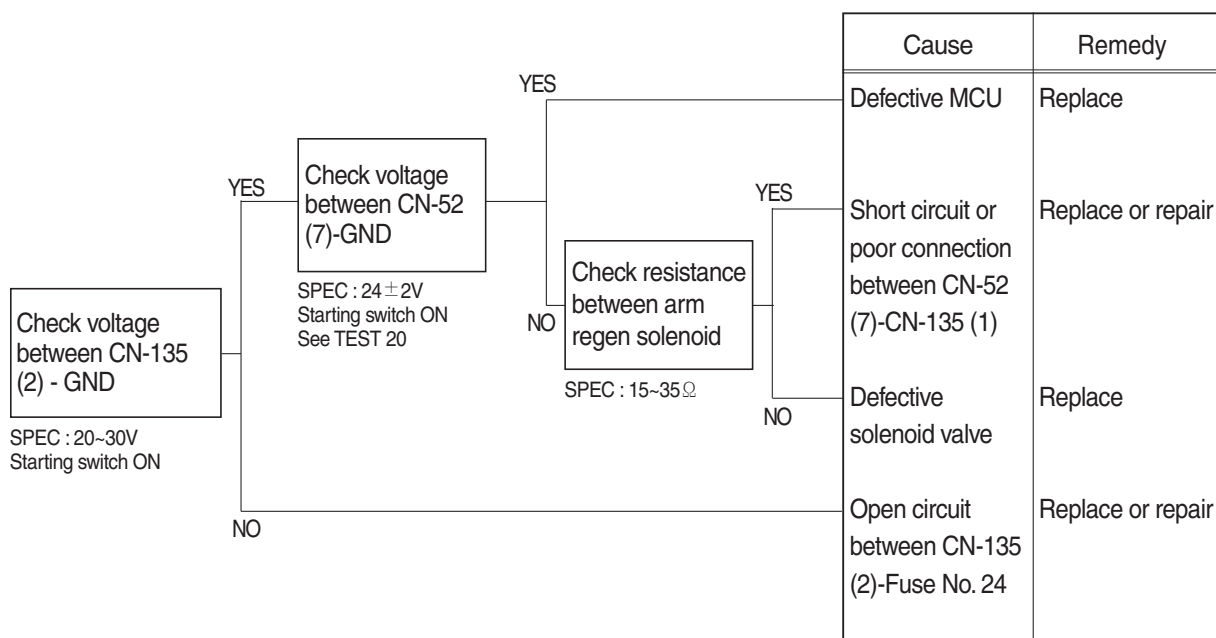 Cause
Remedy
YES
Defective MCU
Replace
Check voltage
between CN-52
(7)-GND
YES
YES
Short circuit or
poor connection
between CN-52
(7)-CN-135 (1)
Replace or repair
Check resistance
between arm
regen solenoid
SPEC : 24±2V
Starting switch ON
See TEST 20
NO
Check voltage
between CN-135
(2) - GND
SPEC : 15~35Ω
NO
Defective
solenoid valve
Replace
SPEC : 20~30V
Starting switch ON
NO
Open circuit
between CN-135
(2)-Fuse No. 24
Replace or repair